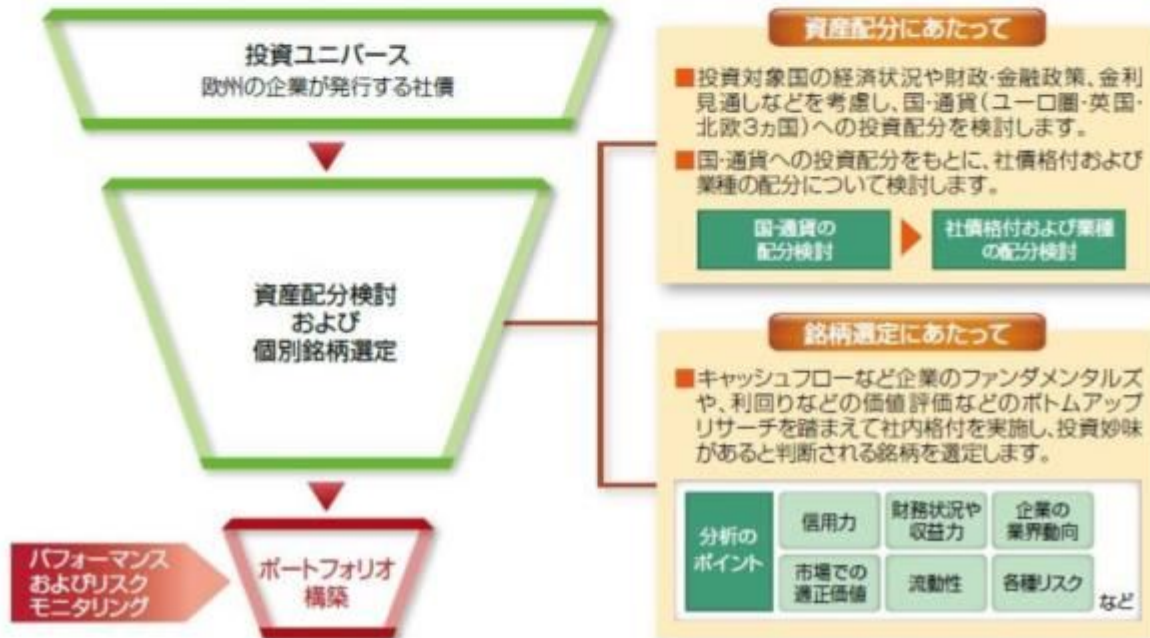 投資ユニバース
欧州の企業が発行する社債
資産配分検討
および
個別銘柄選定
パフォーマンス
およびリスク
モニタリング
ポートフォリオ
構築
資産配分にあたって
■投資対象国の経済状況や財政・金融政策、金利
見通しなどを考慮し、国・通貨(ユーロ圏・英国・
北欧3ヵ国)への投資配分を検討します。
■国・通貨への投資配分をもとに、社債格付および
業種の配分について検討します。
国・通貨の
配分検討
社債格付および業種
の配分検討
銘柄選定にあたって
■キャッシュフローなど企業のファンダメンタルズ
や、利回りなどの価値評価などのボトムアップ
リサーチを踏まえて社内格付を実施し、投資妙味
があると判断される銘柄を選定します。
分析の
ポイント
信用力
財務状況や
収益力
企業の
業界動向
市場での
適正価値
流動性
各種リスク
など